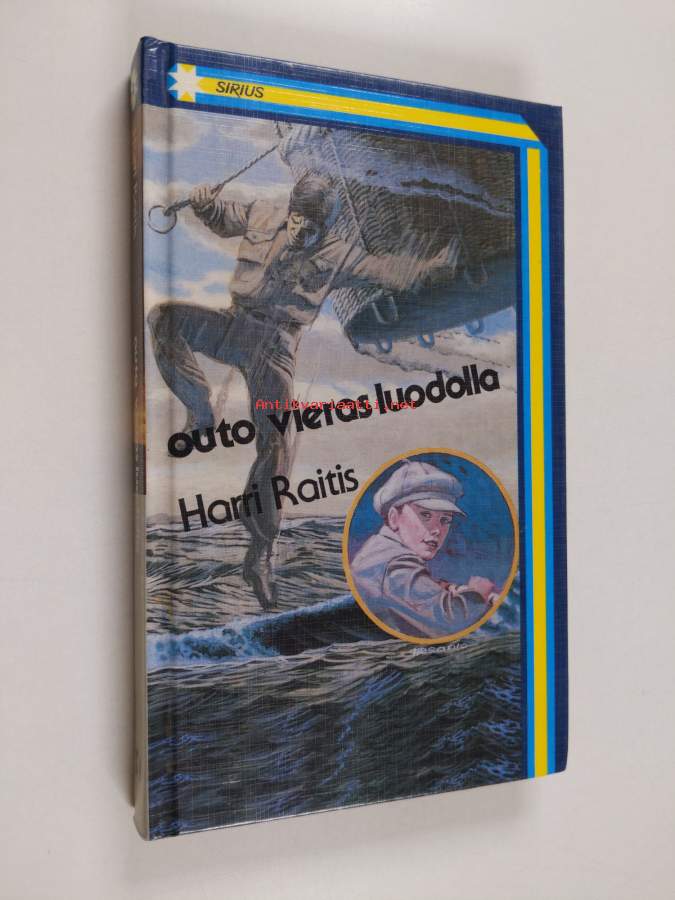 SIRIUS
outo vieras luodolla
Antikvariaatti.net
Harri Raitis